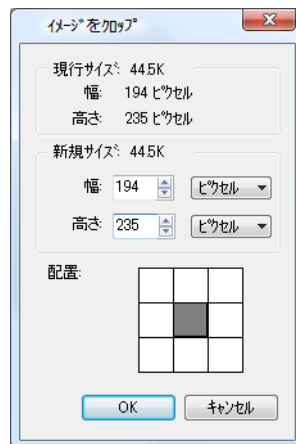 ｲﾒｰｼﾞをｸﾛｯﾌﾟ
現行ｻｲｽﾞ: 44.5K
幅: 194 ﾋﾟｸｾﾙ
高さ: 235 ﾋﾟｸｾﾙ
新規ｻｲｽﾞ: 44.5K
幅: 194 ﾋﾟｸｾﾙ
高さ: 235 ﾋﾟｸｾﾙ
配置:
OK ｷｬﾝｾﾙ